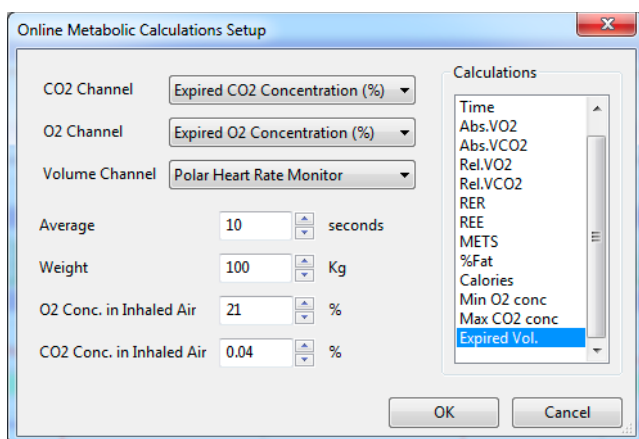 Online Metabolic Calculations Setup
CO2 Channel Expired CO2 Concentration (%)
O2 Channel Expired O2 Concentration (%)
Volume Channel Polar Heart Rate Monitor
Average 10 seconds
Weight 100 Kg
O2 Conc. in Inhaled Air 21 %
CO2 Conc. in Inhaled Air 0.04 %
Calculations
Time
Abs.VO2
Abs.VCO2
Rel.VO2
Rel.VCO2
RER
REE
METS
%Fat
Calories
Min O2 conc
Max CO2 conc
Expired Vol.
OK Cancel